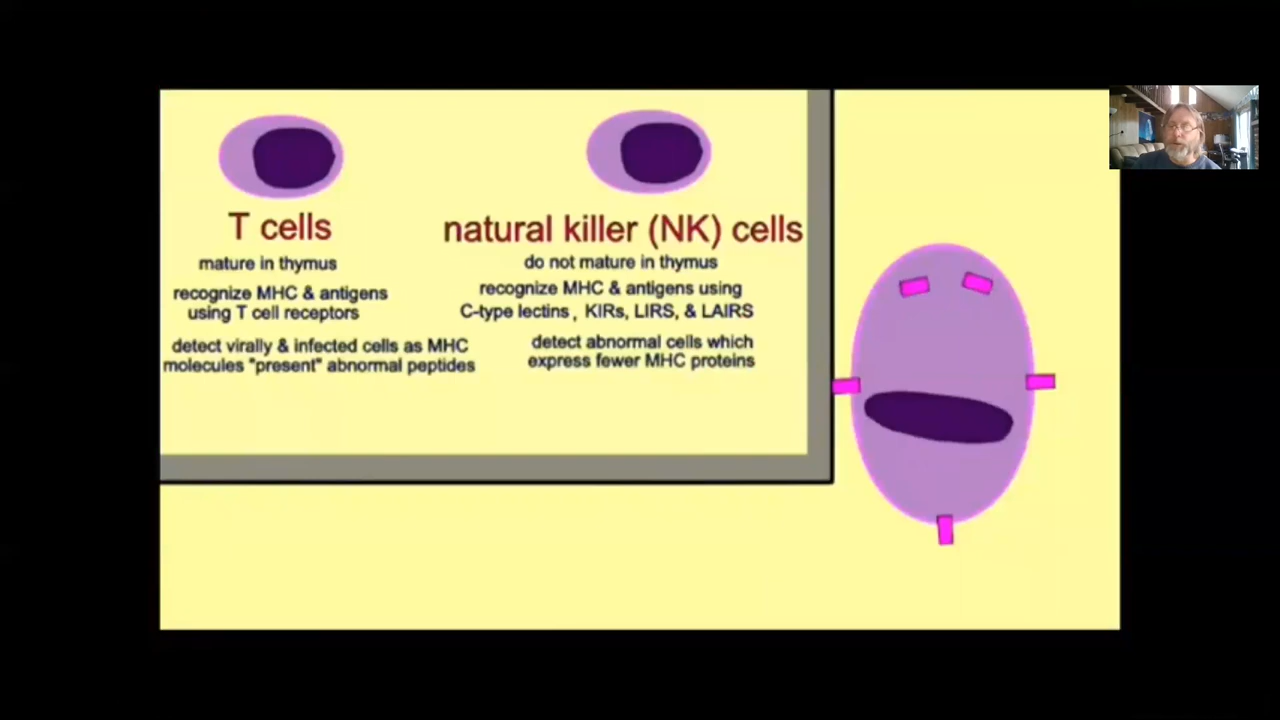 T cells
mature in thymus
recognize MHC & antigens
using T cell receptors
detect virally & infected cells as MHC
molecules "present" abnormal peptides
natural killer (NK) cells
do not mature in thymus
recognize MHC & antigens using
C-type lectins , KIRs, LIRS, & LAIRS
detect abnormal cells which
express fewer MHC proteins